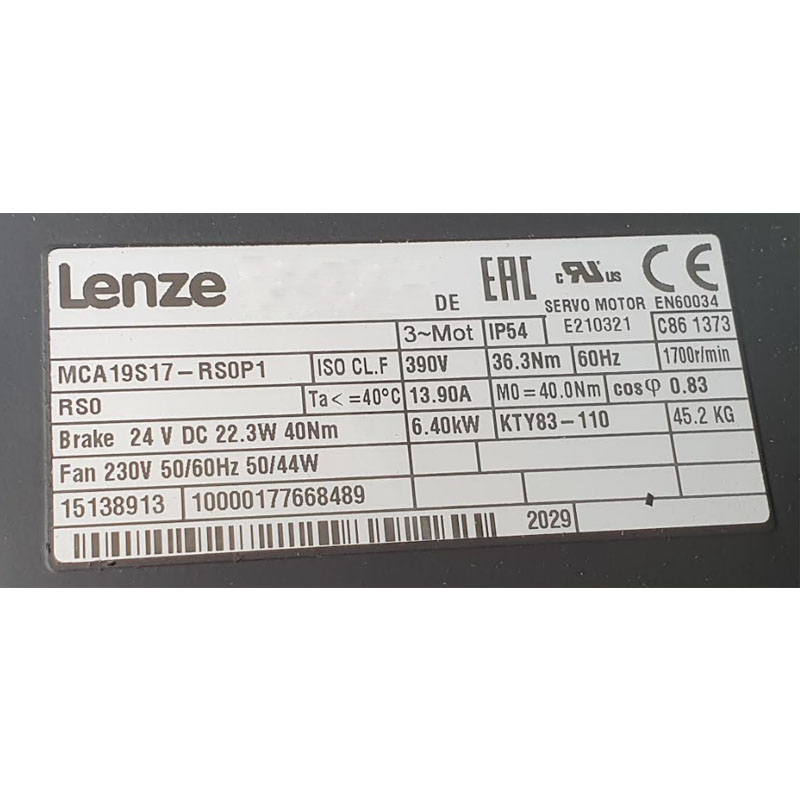 Lenze
DE
EAC
c RU us
CE
SERVO MOTOR EN60034
3~Mot IP54 E210321 C86 1373
MCA19S17-RS0P1 ISO CL.F 390V 36.3Nm 60Hz 1700r/min
RS0 Ta<=40°C 13.90A M0=40.0Nm cosφ 0.83
Brake 24 V DC 22.3W 40Nm 6.40kW KTY83-110 45.2 KG
Fan 230V 50/60Hz 50/44W
15138913 10000177668489
2029